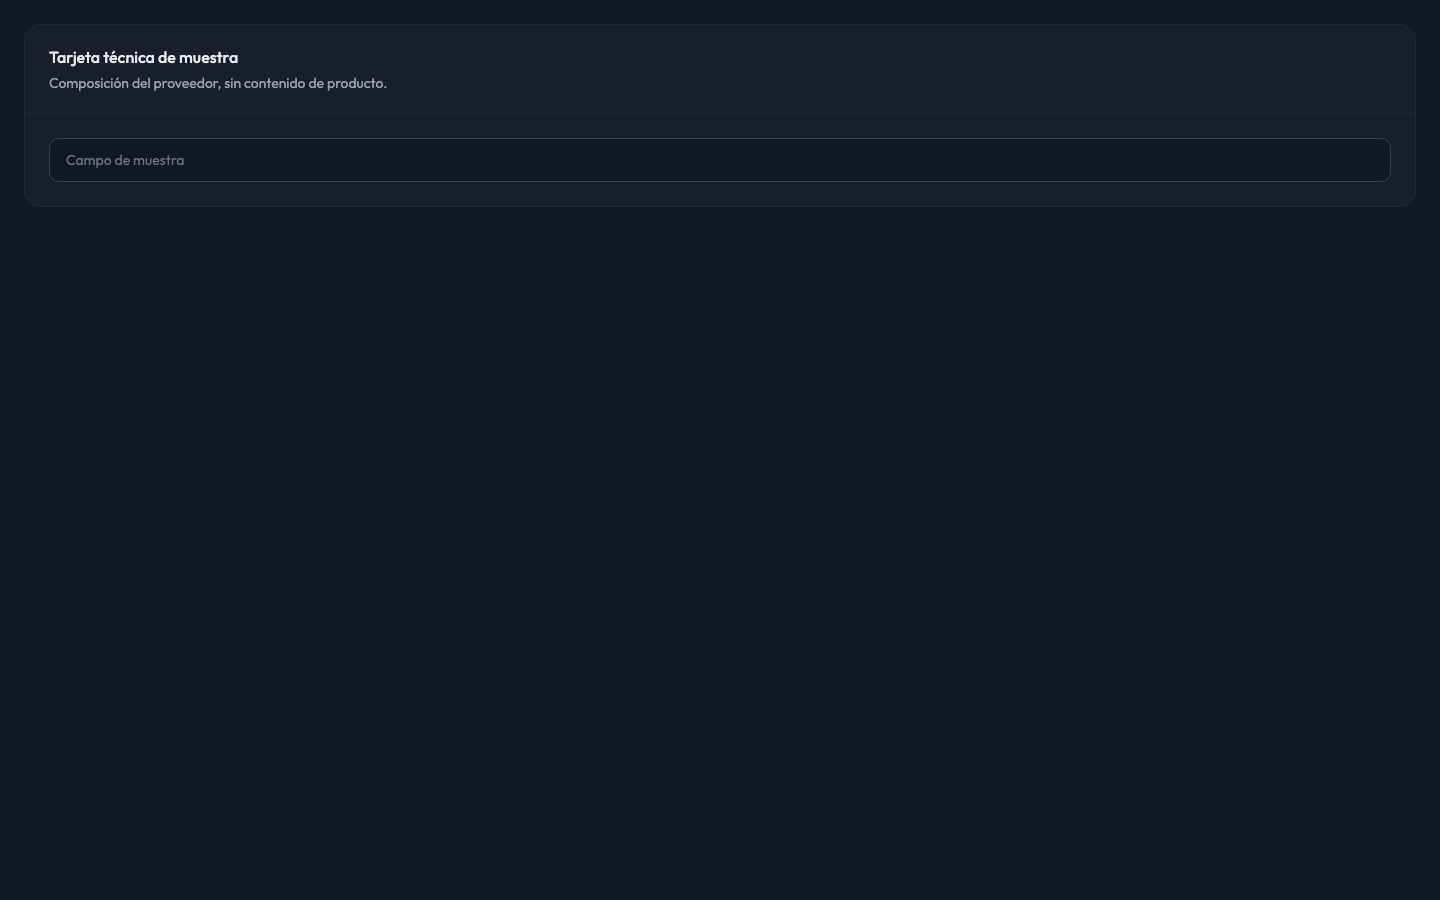 Tarjeta técnica de muestra
Composición del proveedor, sin contenido de producto.
Campo de muestra